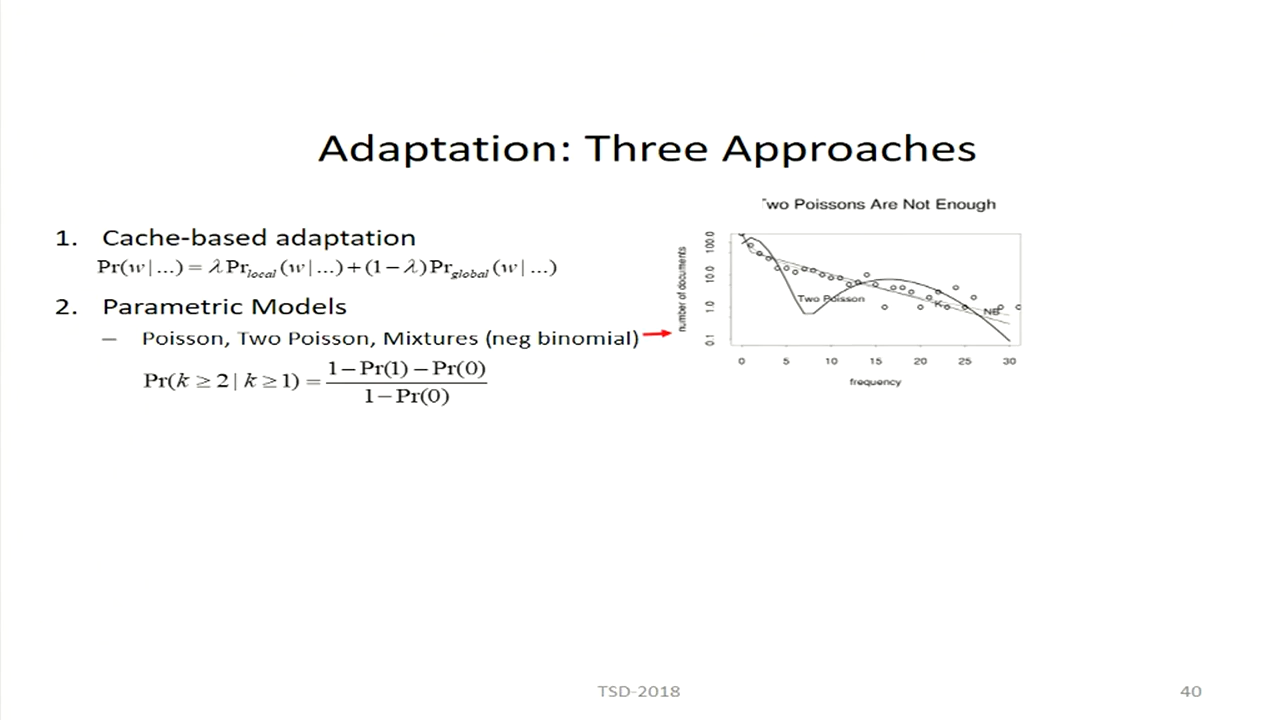 Adaptation: Three Approaches
1. Cache-based adaptation
Pr(w|...) = λPr_local(w|...) + (1−λ)Pr_global(w|...)
2. Parametric Models
– Poisson, Two Poisson, Mixtures (neg binomial)
Pr(k ≥ 2 | k ≥ 1) = (1−Pr(1)−Pr(0)) / (1−Pr(0))
Two Poissons Are Not Enough
number of documents
100.0
10.0
1.0
0.1
Two Poisson
K
NB
0 5 10 15 20 25 30
frequency
TSD-2018
40